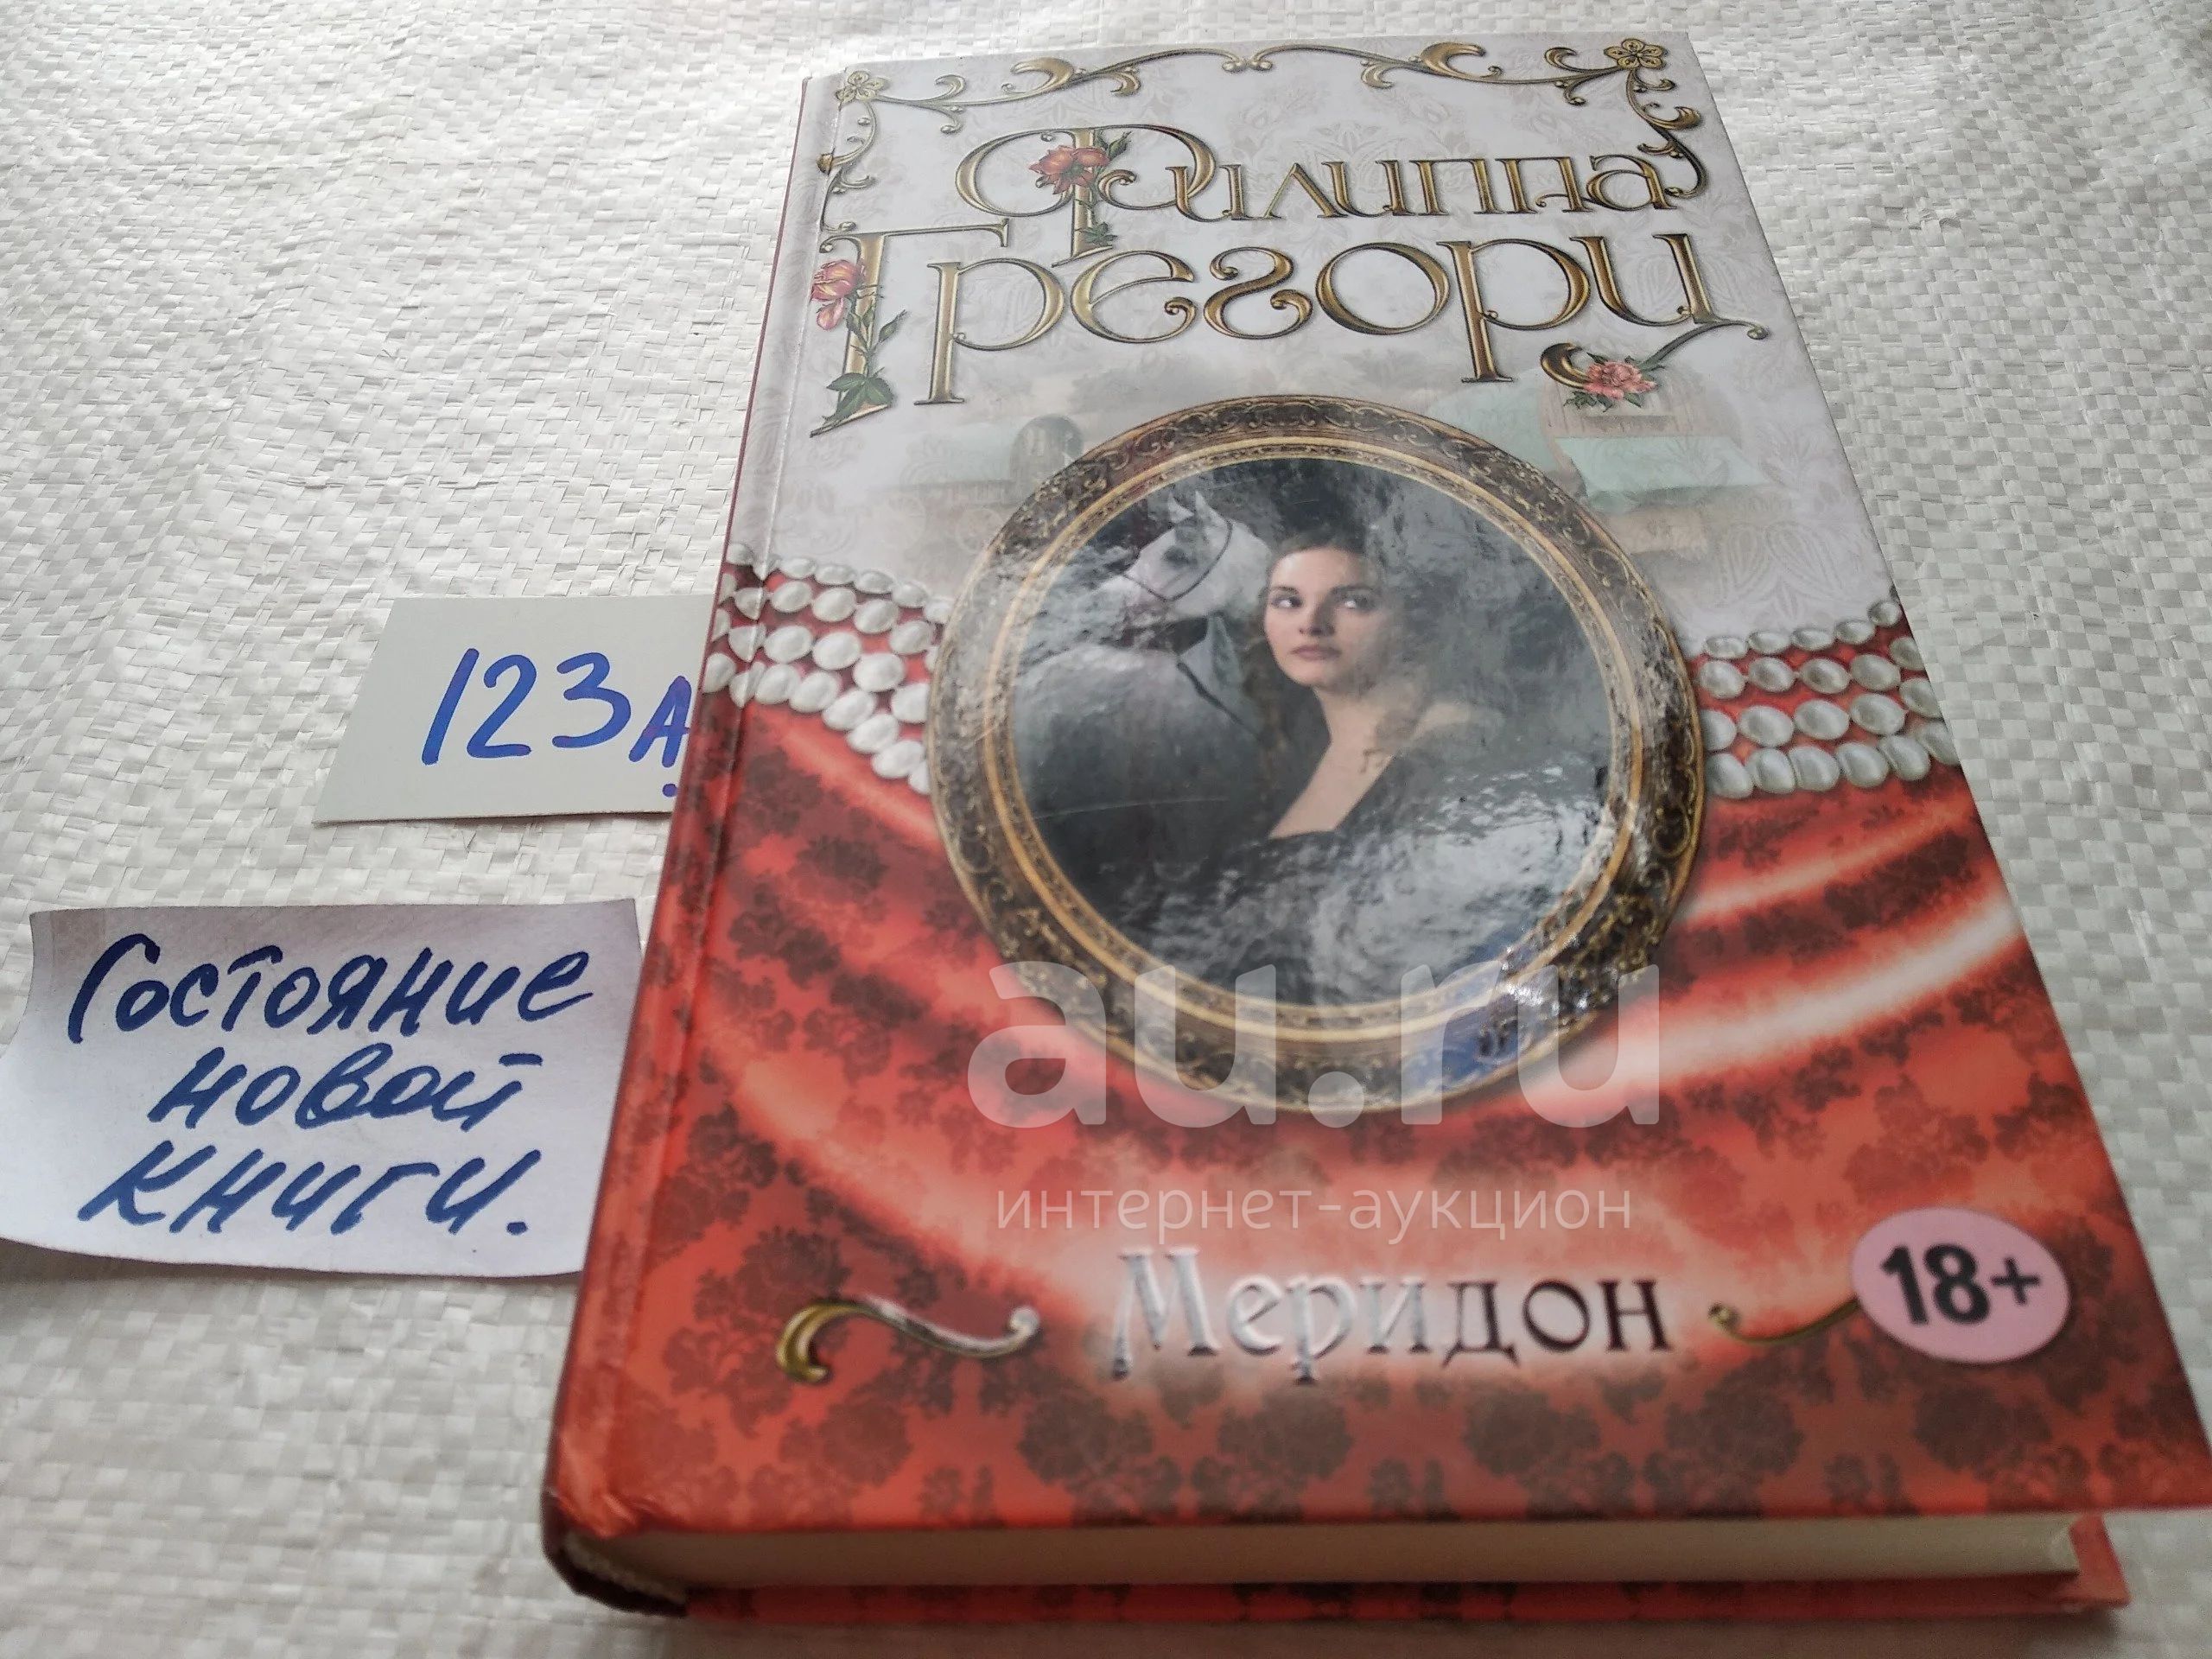 Филиппа
Грегори
123А.
Состояние
новой
книги.
au.ru
интернет-аукцион
Меридон
18+